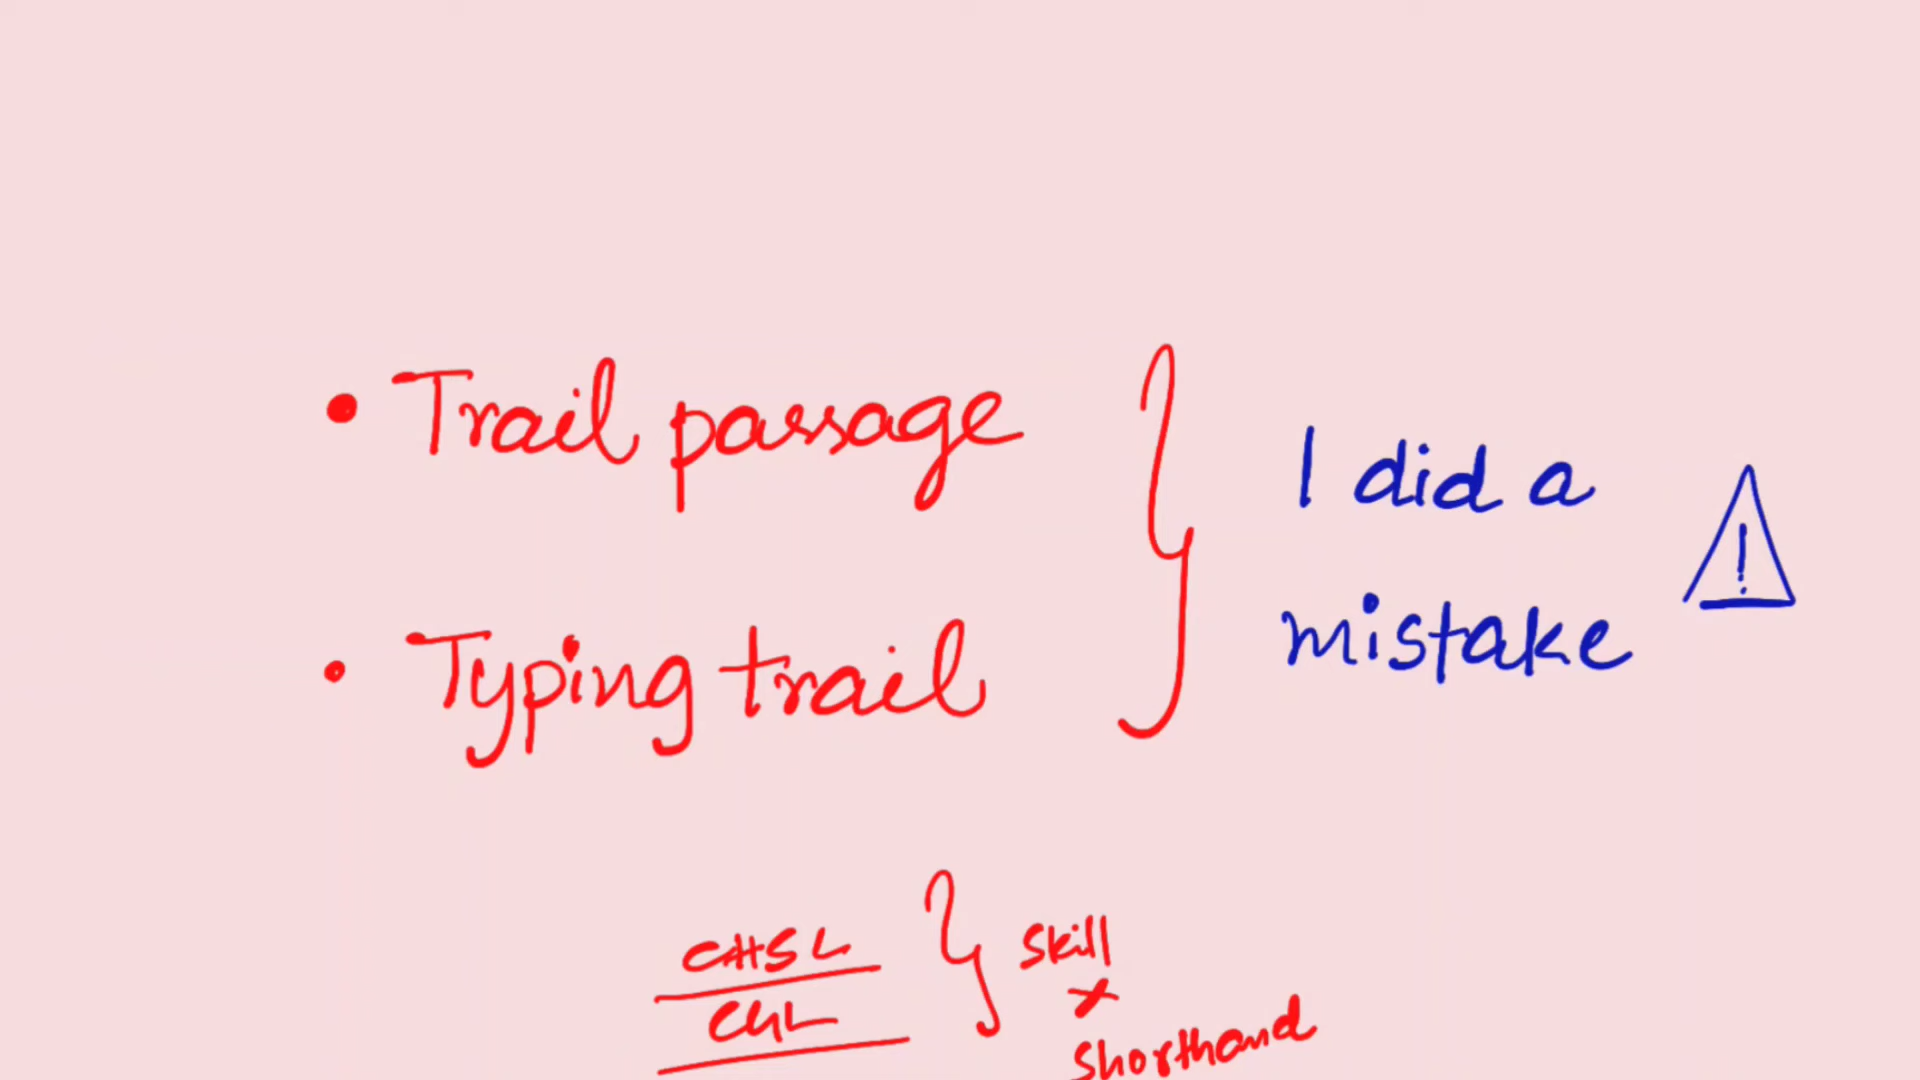 • Trail passage
• Typing trail
I did a
mistake
!
CHSL
CGL
skill
x
shorthand